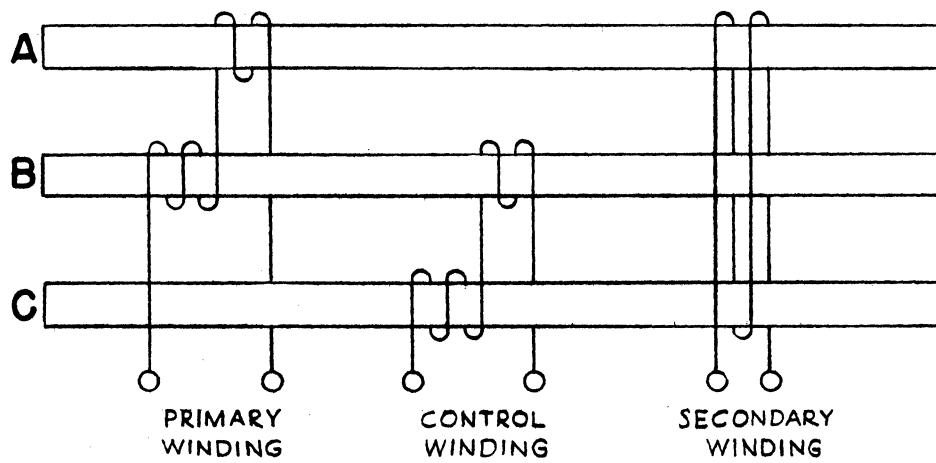 A
B
C
PRIMARY WINDING
CONTROL WINDING
SECONDARY WINDING